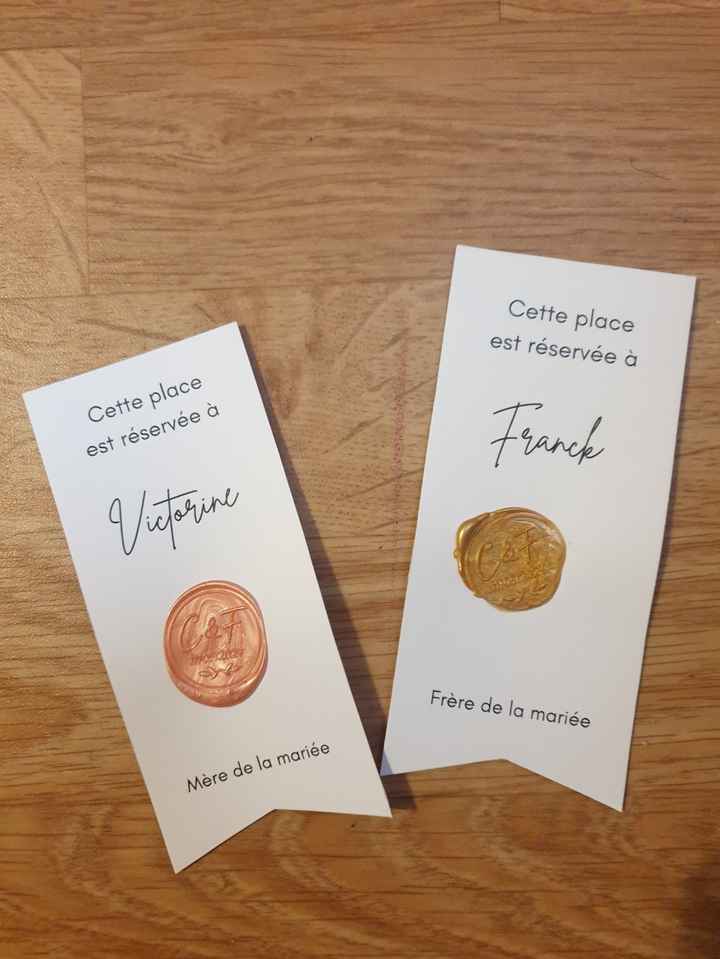 Cette place
est réservée à
Victorine
C&F
Mère de la mariée
Cette place
est réservée à
Franck
C&F
Frère de la mariée